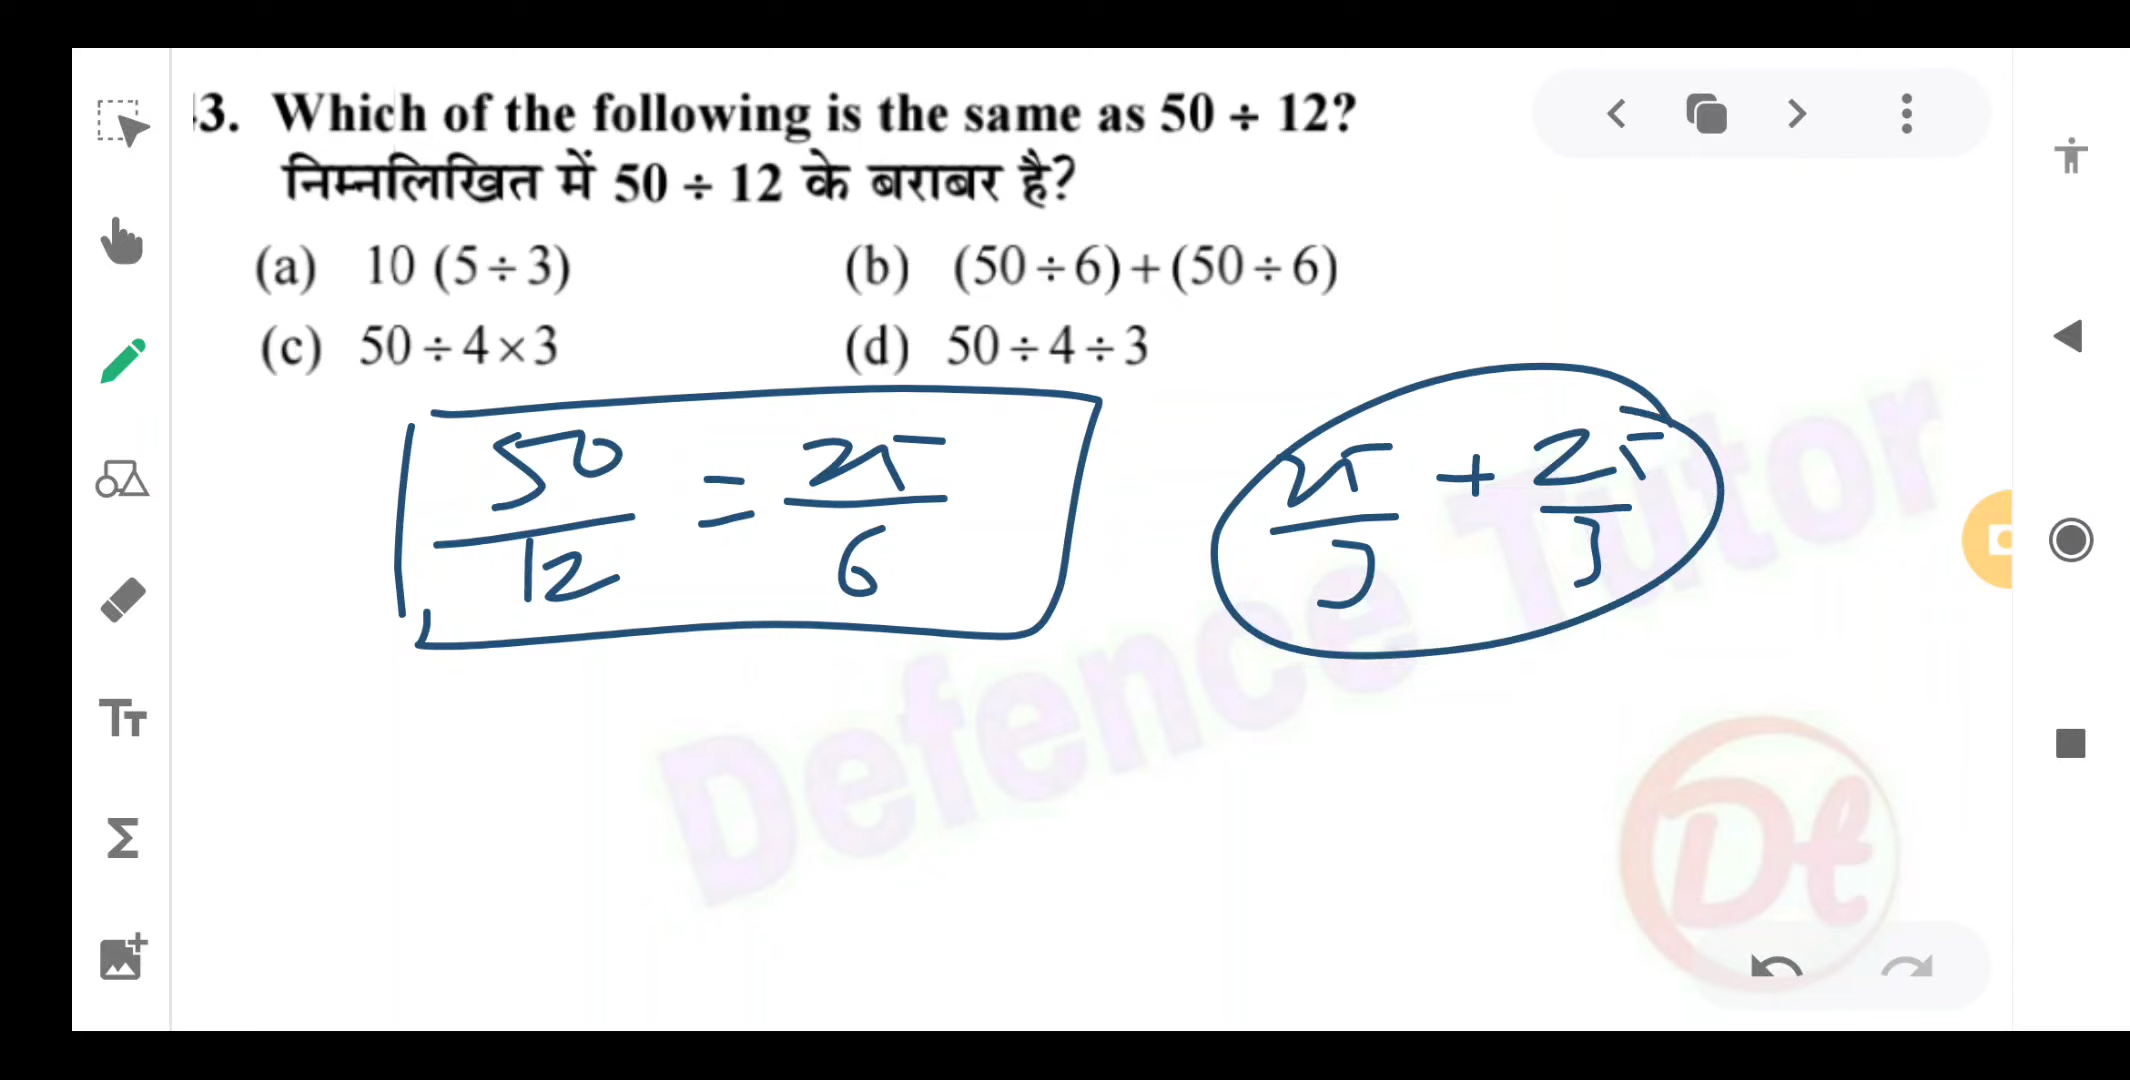 3. Which of the following is the same as 50 ÷ 12?
निम्नलिखित में 50 ÷ 12 के बराबर है?
(a) 10 (5 ÷ 3) (b) (50 ÷ 6) + (50 ÷ 6)
(c) 50 ÷ 4 × 3 (d) 50 ÷ 4 ÷ 3
50/12 = 25/6
25/3 + 25/3
Defence Tutor
Dt
Tт
Σ